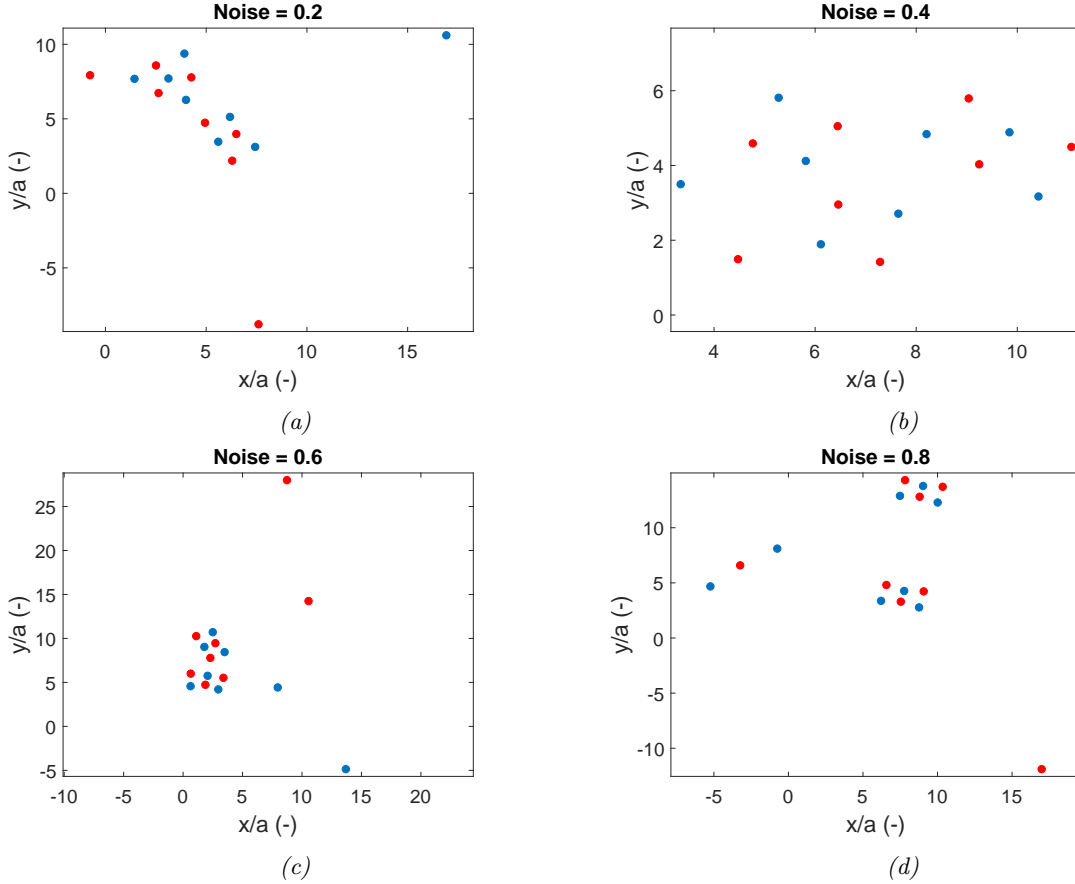 Noise = 0.2
10
5
0
-5
y/a (-)
0
5
10
15
x/a (-)
(a)
Noise = 0.4
6
4
2
0
y/a (-)
4
6
8
10
x/a (-)
(b)
Noise = 0.6
25
20
15
10
5
0
-5
y/a (-)
-10
-5
0
5
10
15
20
x/a (-)
(c)
Noise = 0.8
10
5
0
-5
-10
y/a (-)
-5
0
5
10
15
x/a (-)
(d)